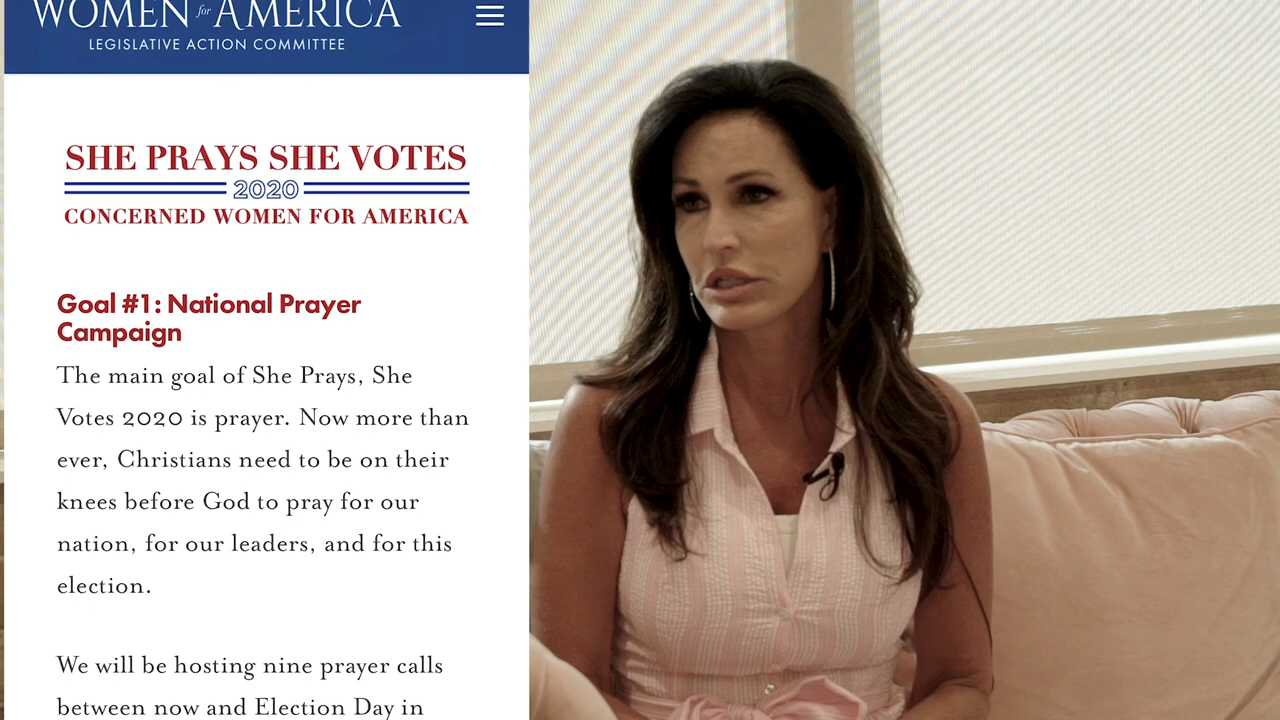 WOMEN for AMERICA
LEGISLATIVE ACTION COMMITTEE
SHE PRAYS SHE VOTES
2020
CONCERNED WOMEN FOR AMERICA
Goal #1: National Prayer
Campaign
The main goal of She Prays, She
Votes 2020 is prayer. Now more than
ever, Christians need to be on their
knees before God to pray for our
nation, for our leaders, and for this
election.
We will be hosting nine prayer calls
between now and Election Day in